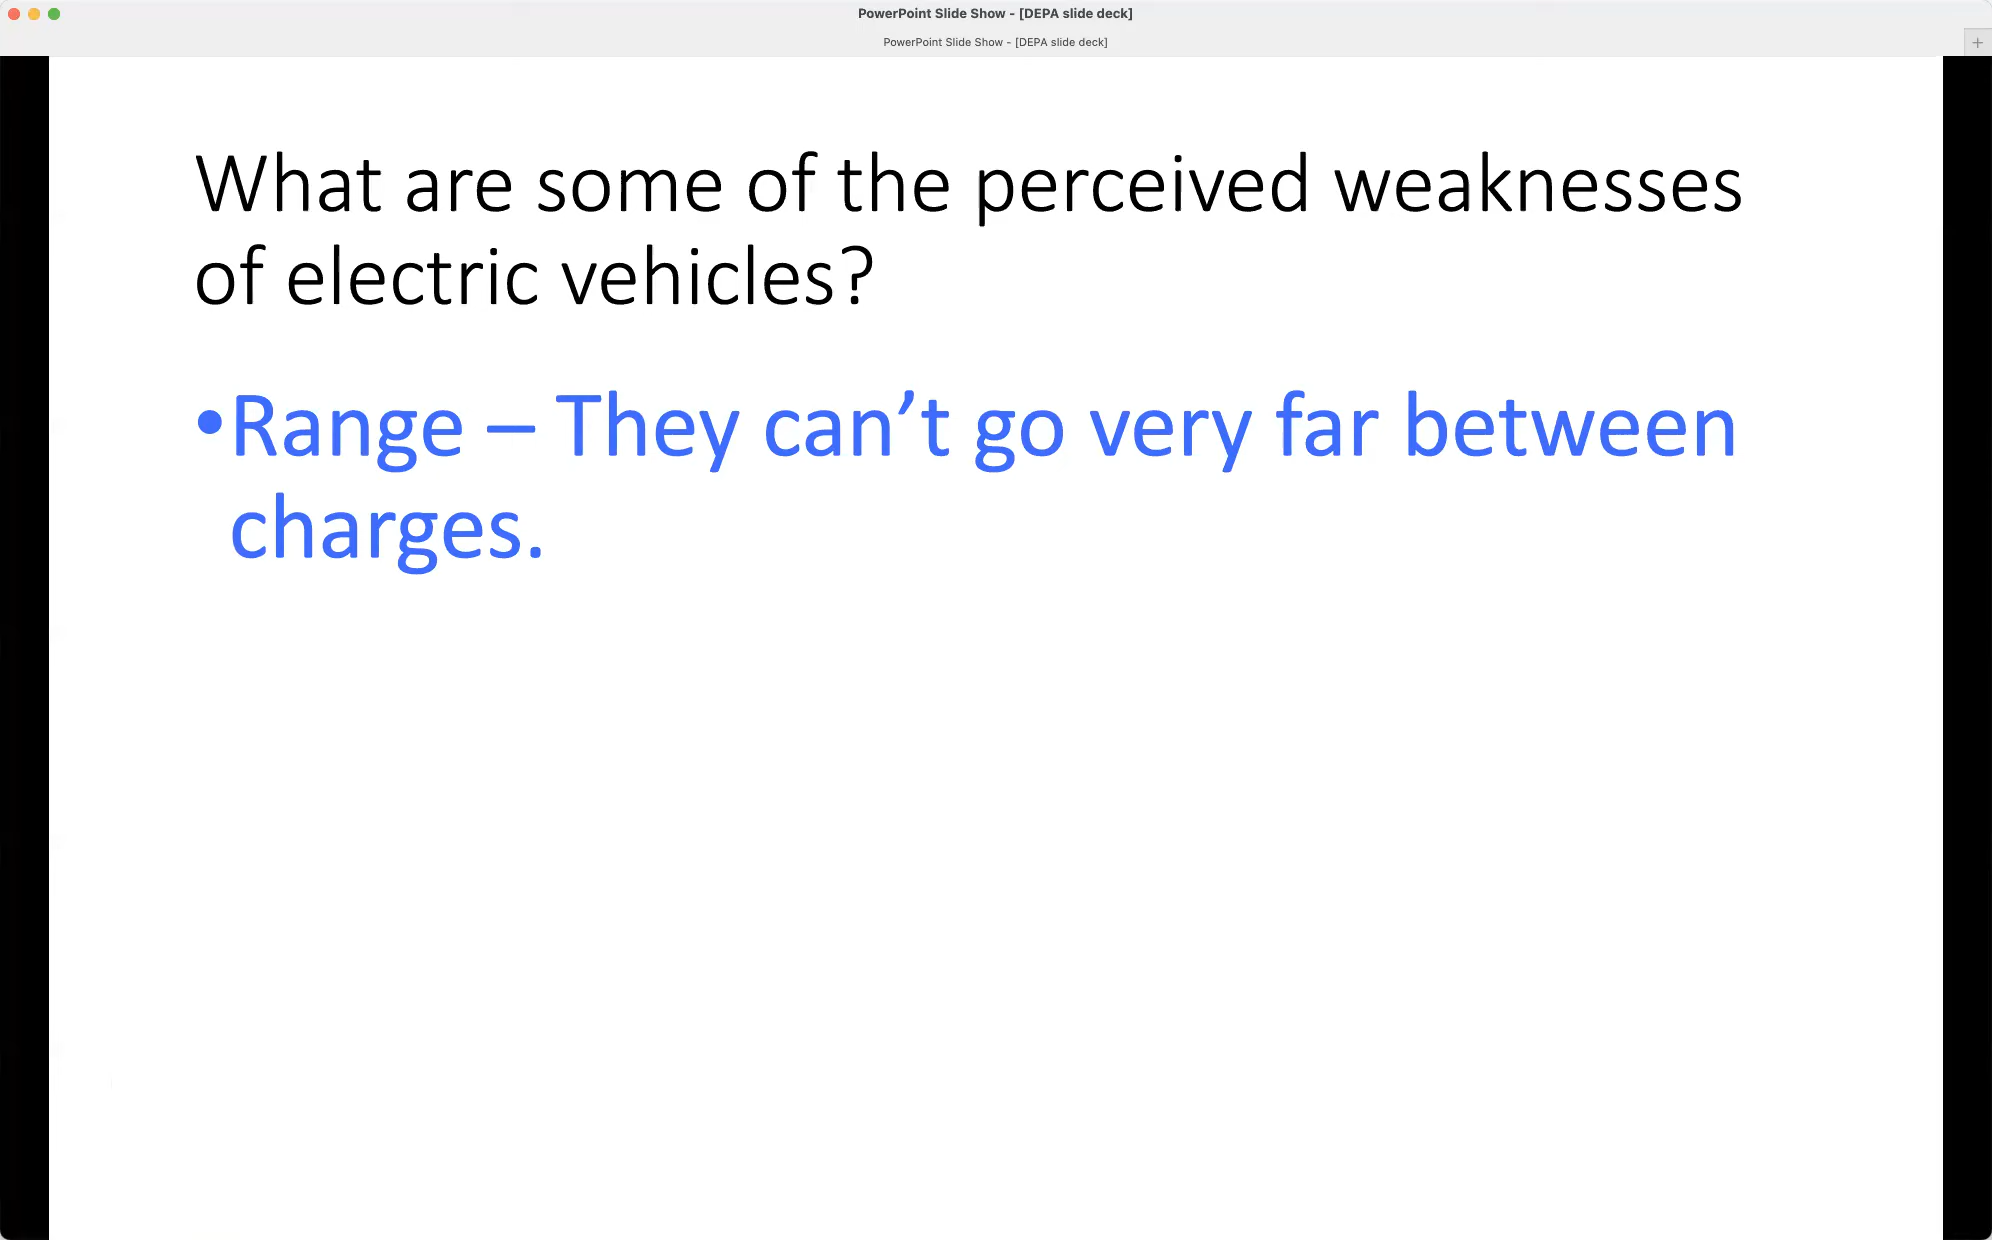 PowerPoint Slide Show - [DEPA slide deck]
PowerPoint Slide Show - [DEPA slide deck]
What are some of the perceived weaknesses
of electric vehicles?
•Range – They can’t go very far between
charges.